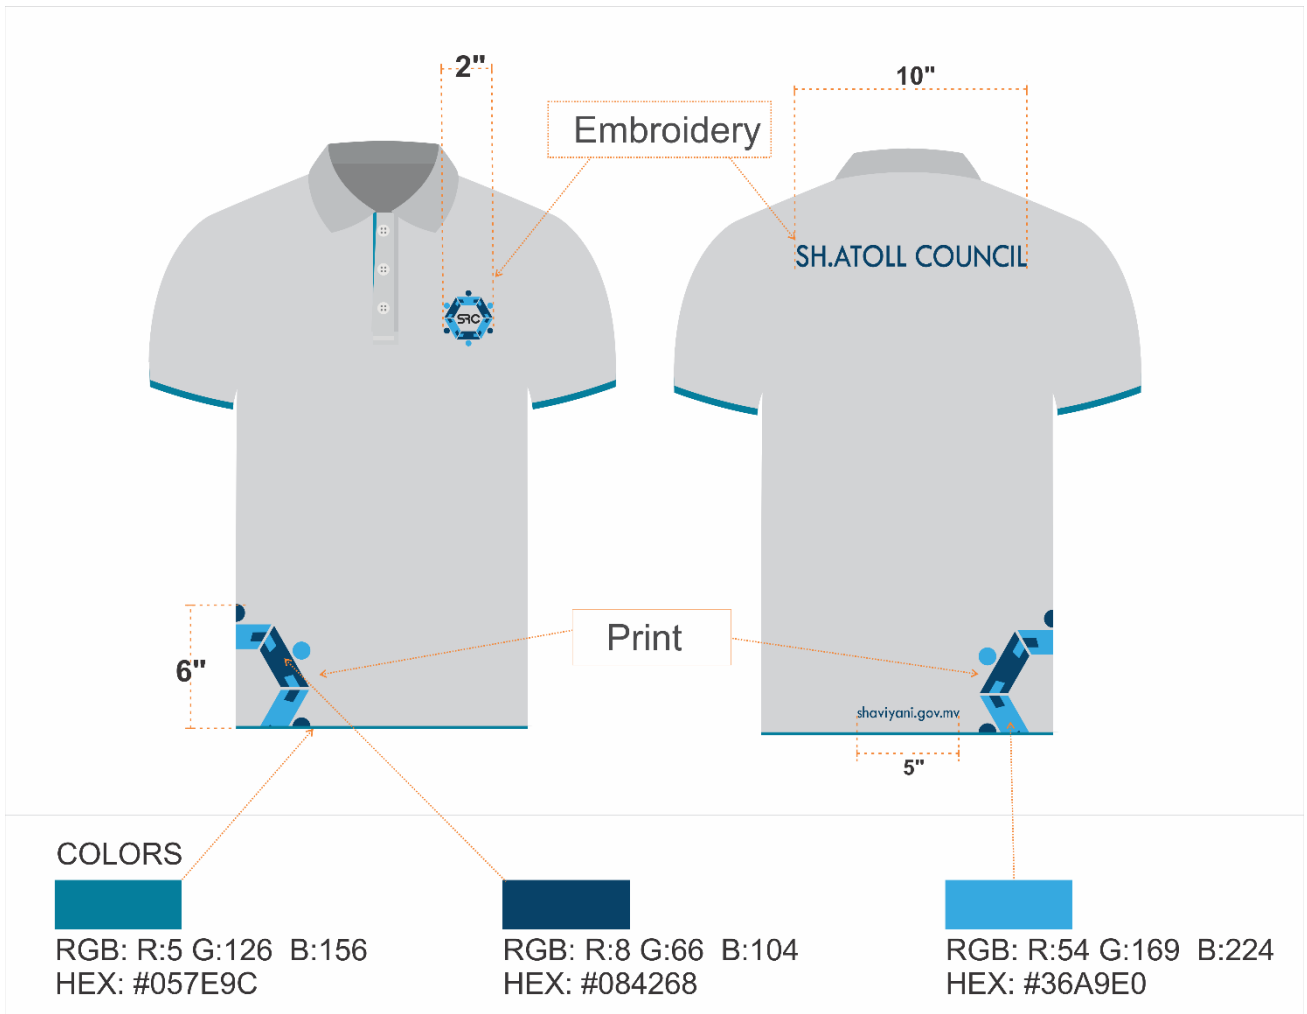 2"
10"
Embroidery
SH.ATOLL COUNCIL
SRC
Print
6"
shaviyani.gov.mv
5"
COLORS
RGB: R:5 G:126 B:156
HEX: #057E9C
RGB: R:8 G:66 B:104
HEX: #084268
RGB: R:54 G:169 B:224
HEX: #36A9E0